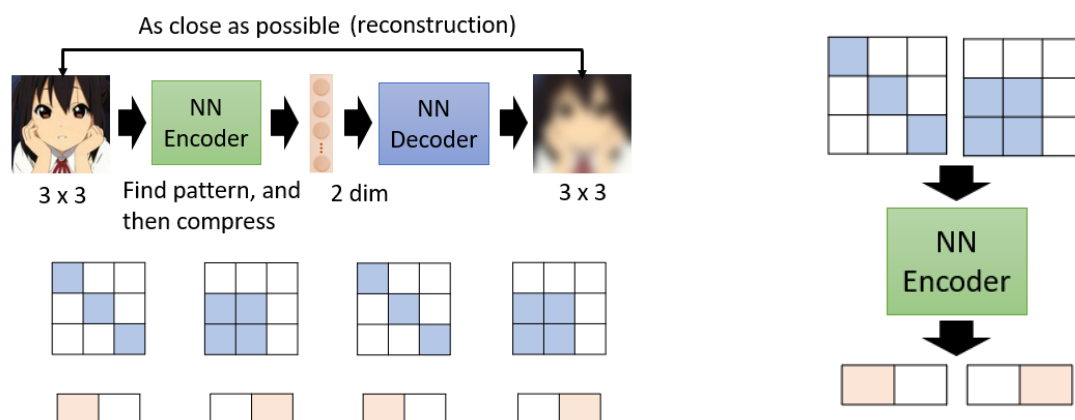 As close as possible (reconstruction)
NN
Encoder
NN
Decoder
3 x 3
Find pattern, and
then compress
2 dim
3 x 3
NN
Encoder